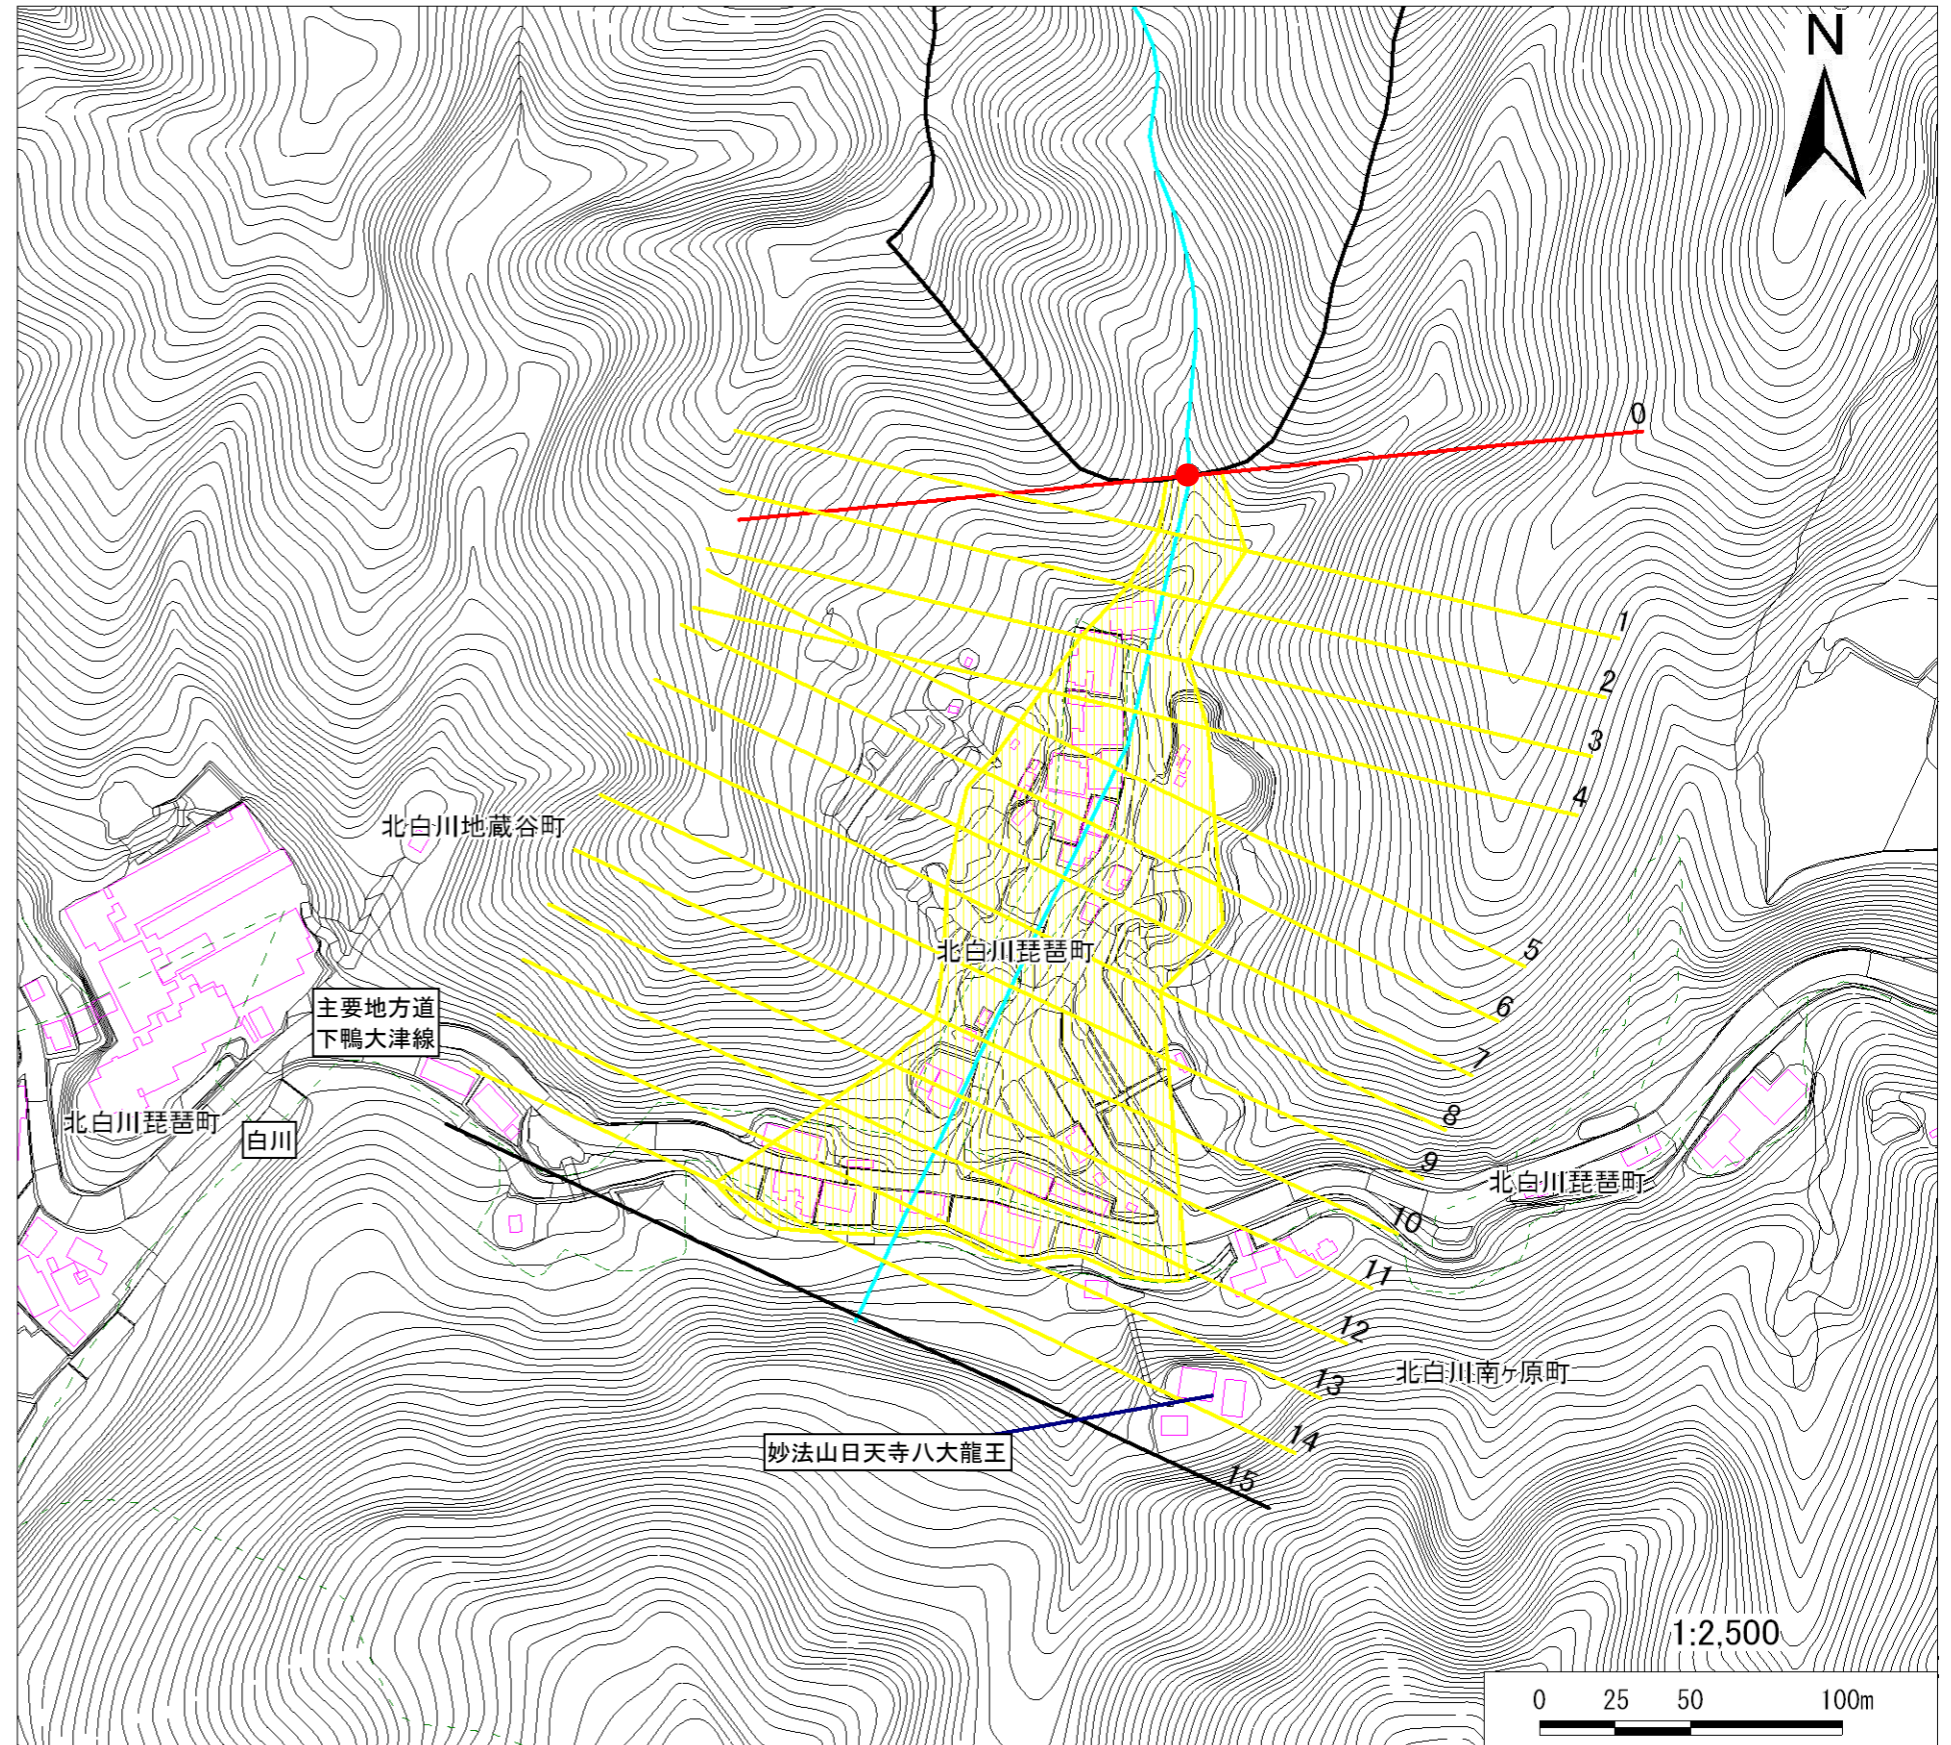 N
0
1
2
3
4
北白川地蔵谷町
5
北白川琵琶町
6
主要地方道
下鴨大津線
7
8
北白川琵琶町
白川
9
北白川琵琶町
10
11
12
北白川南ヶ原町
13
14
妙法山日天寺八大龍王
15
1:2,500
0 25 50 100m